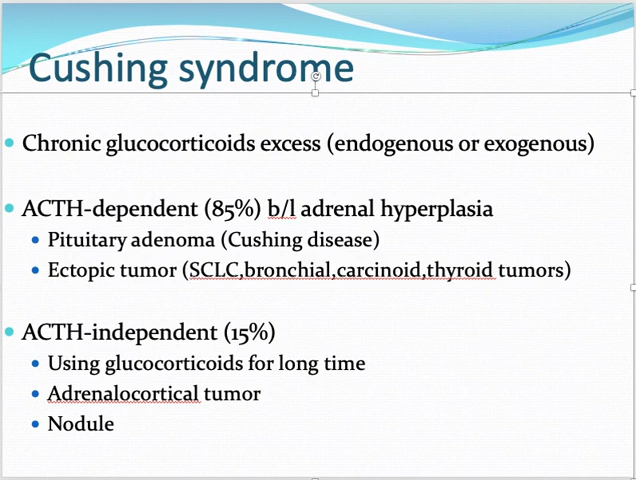 Cushing syndrome
Chronic glucocorticoids excess (endogenous or exogenous)
ACTH-dependent (85%) b/l adrenal hyperplasia
Pituitary adenoma (Cushing disease)
Ectopic tumor (SCLC,bronchial,carcinoid,thyroid tumors)
ACTH-independent (15%)
Using glucocorticoids for long time
Adrenalocortical tumor
Nodule